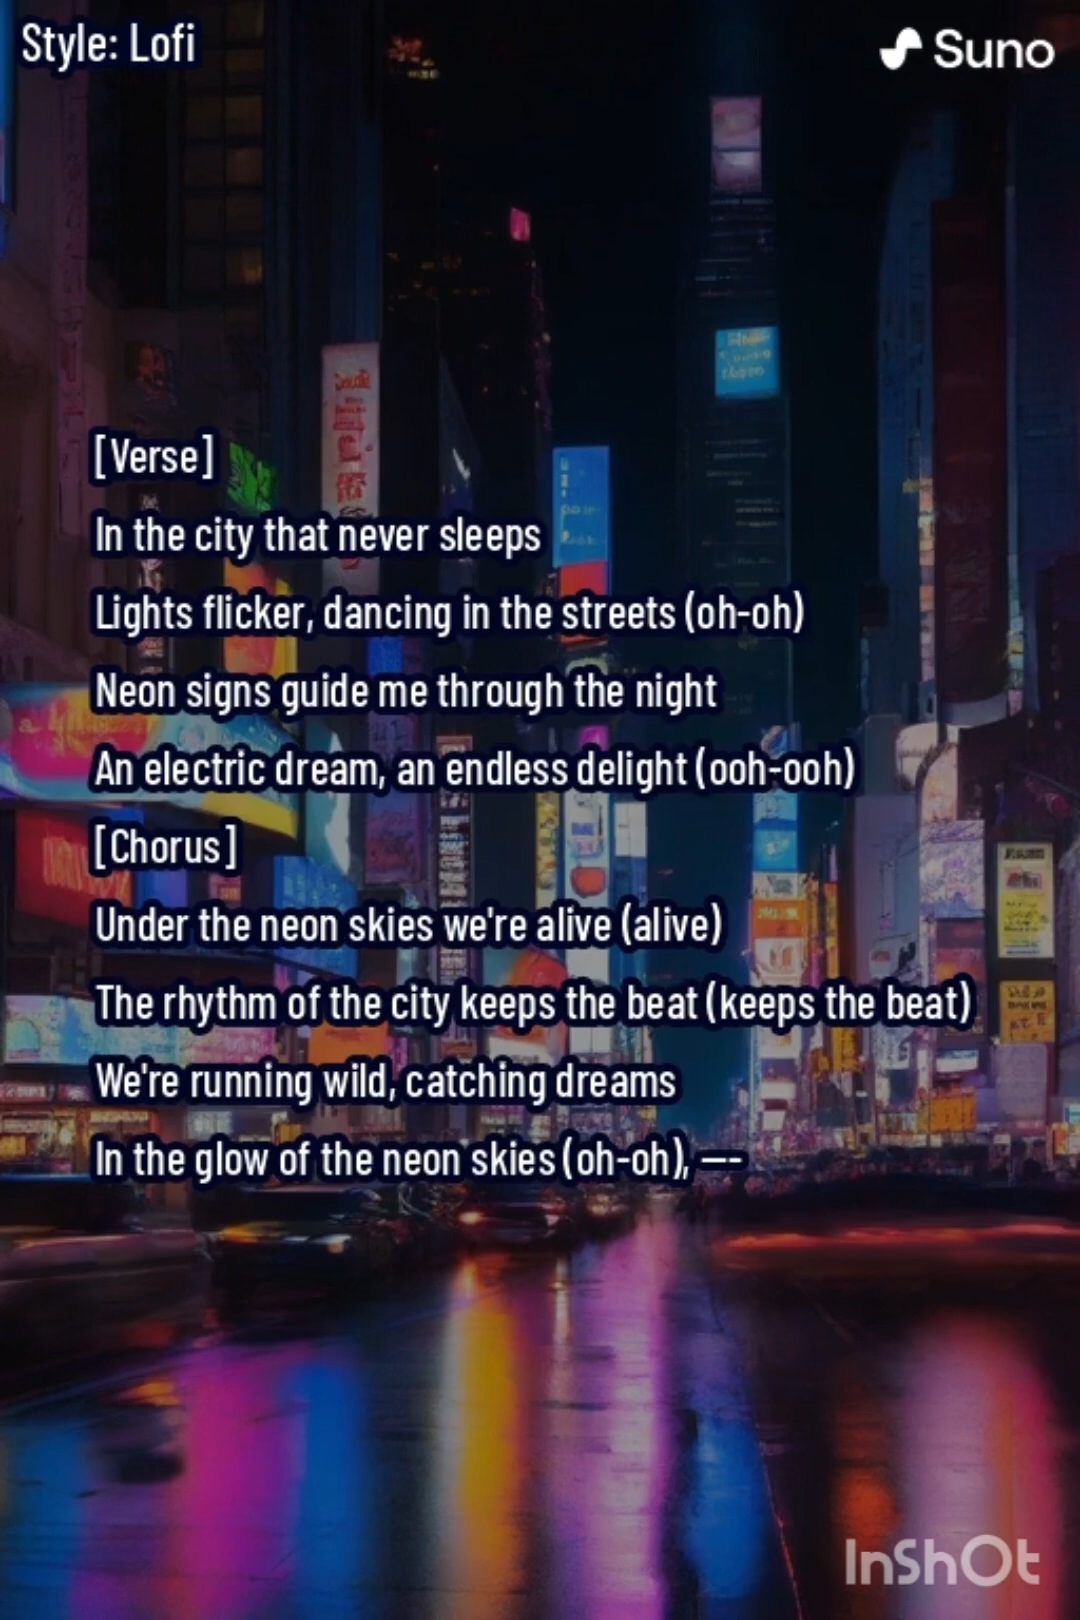 Style: Lofi
Suno
[Verse]
In the city that never sleeps
Lights flicker, dancing in the streets (oh-oh)
Neon signs guide me through the night
An electric dream, an endless delight (ooh-ooh)
[Chorus]
Under the neon skies we're alive (alive)
The rhythm of the city keeps the beat (keeps the beat)
We're running wild, catching dreams
In the glow of the neon skies (oh-oh), ---
InShOt